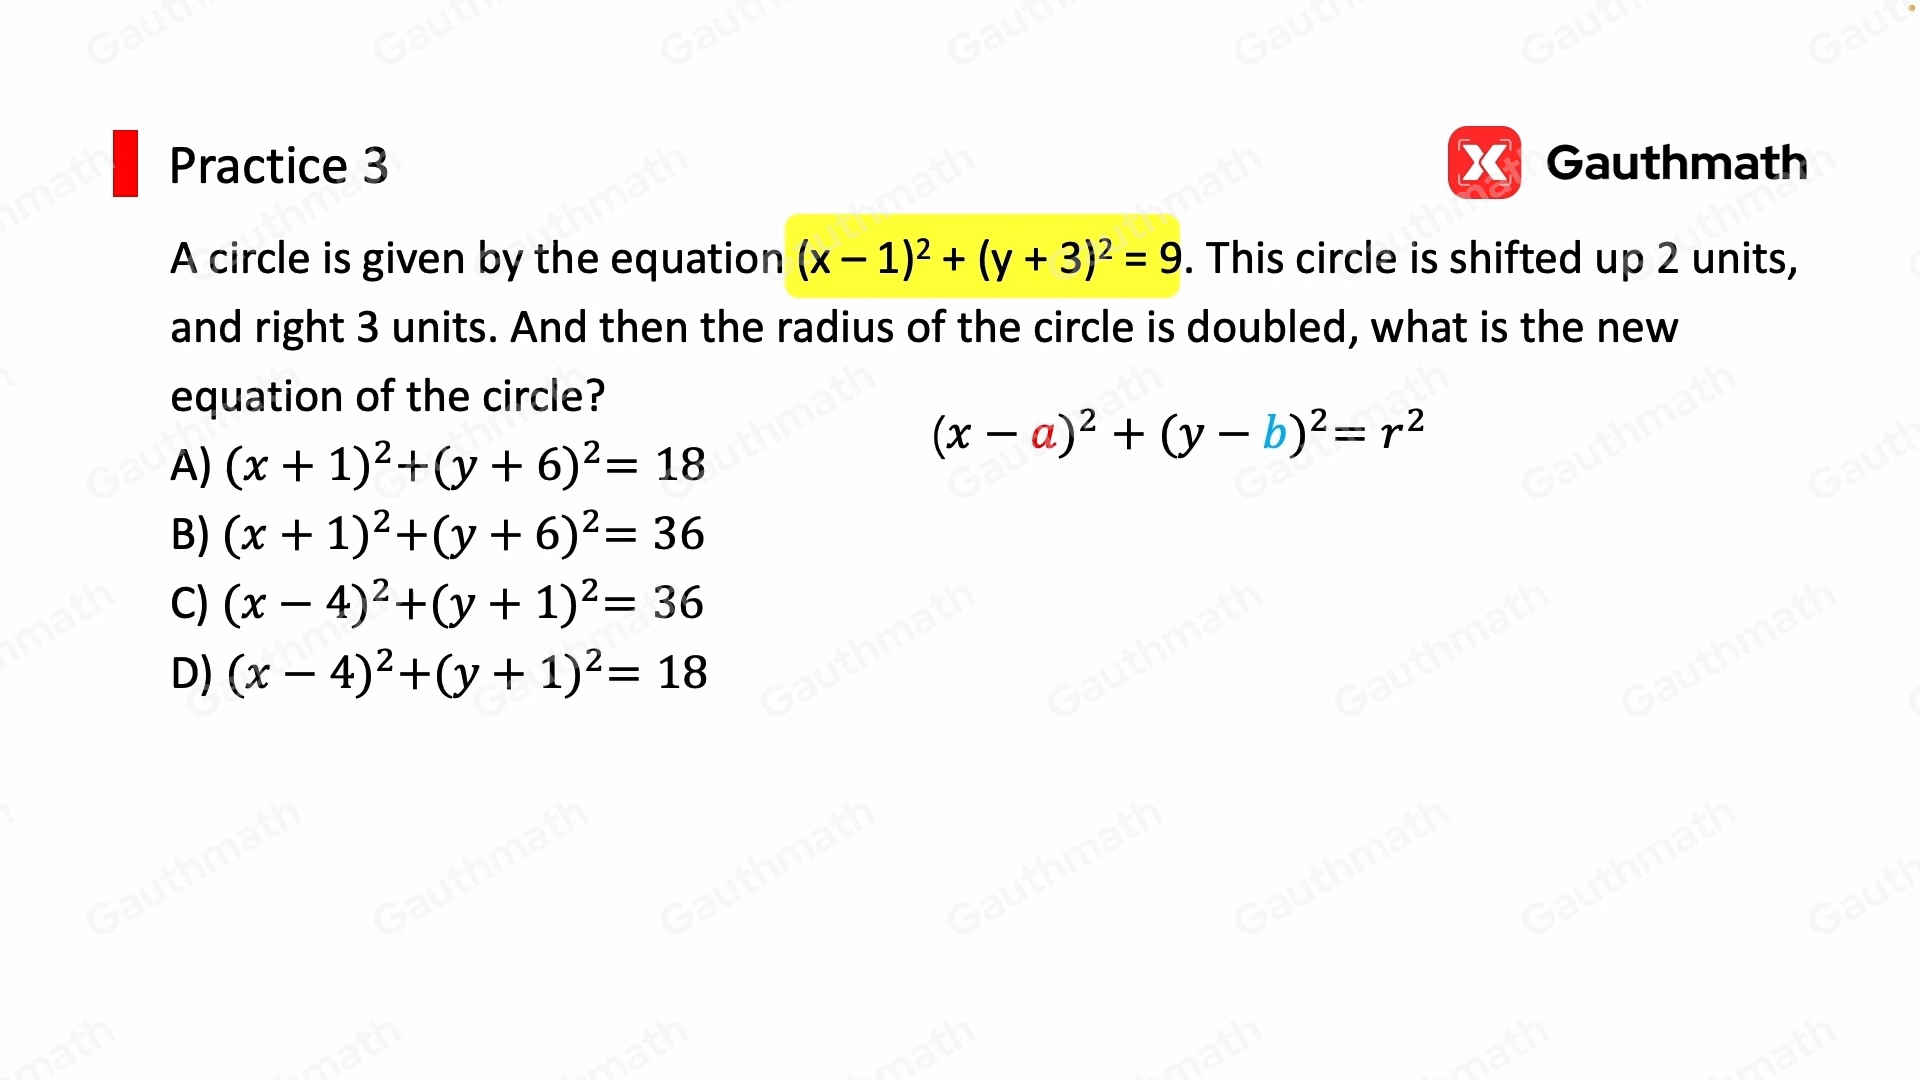 Practice 3
Gauthmath
A circle is given by the equation (x – 1)² + (y + 3)² = 9. This circle is shifted up 2 units,
and right 3 units. And then the radius of the circle is doubled, what is the new
equation of the circle?
(x − a)² + (y − b)²= r²
A) (x + 1)²+(y + 6)²= 18
B) (x + 1)²+(y + 6)²= 36
C) (x − 4)²+(y + 1)²= 36
D) (x − 4)²+(y + 1)²= 18